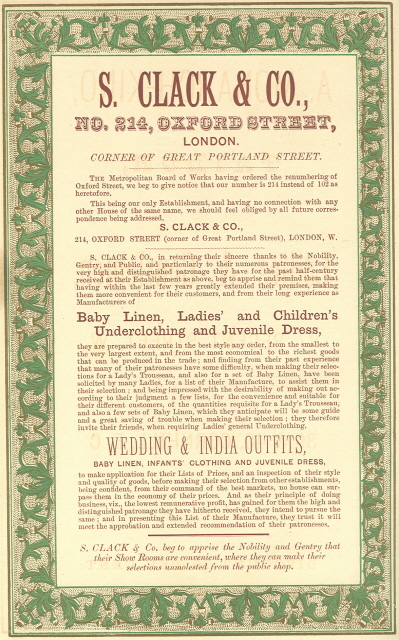 S. CLACK & CO.,
NO. 214, OXFORD STREET,
LONDON.
CORNER OF GREAT PORTLAND STREET.
THE Metropolitan Board of Works having ordered the renumbering of
Oxford Street, we beg to give notice that our number is 214 instead of 102 as
heretofore.
This being our only Establishment, and having no connection with any
other House of the same name, we should feel obliged by all future corres-
pondence being addressed,
S. CLACK & CO.,
214, OXFORD STREET (corner of Great Portland Street), LONDON, W.
S. CLACK & CO., in returning their sincere thanks to the Nobility,
Gentry, and Public, and particularly to their numerous patronesses, for the
very high and distinguished patronage they have for the past half-century
received at their Establishment as above, beg to apprise and remind them that
having within the last few years greatly extended their premises, making
them more convenient for their customers, and from their long experience as
Manufacturers of
Baby Linen, Ladies' and Children's
Underclothing and Juvenile Dress,
they are prepared to execute in the best style any order, from the smallest to
the very largest extent, and from the most economical to the richest goods
that can be produced in the trade; and finding from their past experience
that many of their patronesses have some difficulty, when making their selec-
tions for a Lady's Trousseau, and also for a set of Baby Linen, have been
solicited by many Ladies, for a list of their Manufacture, to assist them in
their selection; and being impressed with the desirability of making out ac-
cording to their judgment a few lists, for the convenience and suitable for
their different customers, of the quantities requisite for a Lady's Trousseau,
and also a few sets of Baby Linen, which they anticipate will be some guide
and a great saving of trouble when making their selection; they therefore
invite their friends, when requiring Ladies' general Underclothing,
WEDDING & INDIA OUTFITS,
BABY LINEN, INFANTS' CLOTHING AND JUVENILE DRESS,
to make application for their Lists of Prices, and an inspection of their style
and quality of goods, before making their selection from other establishments,
being confident, from their command of the best markets, no house can sur-
pass them in the economy of their prices. And as their principle of doing
business, viz., the lowest remunerative profit, has gained for them the high and
distinguished patronage they have hitherto received, they intend to pursue the
same; and in presenting this List of their Manufacture, they trust it will
meet the approbation and extended recommendation of their patronesses.
S. CLACK & Co. beg to apprise the Nobility and Gentry that
their Show Rooms are convenient, where they can make their
selections unmolested from the public shop.